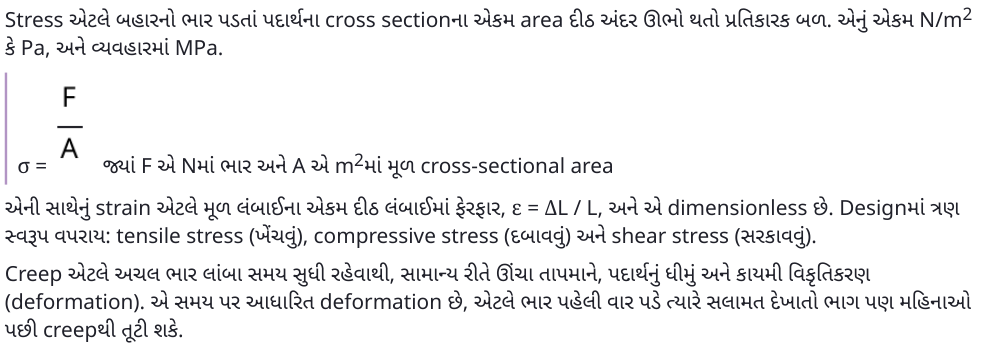 Stress એટલે બહારનો ભાર પડતાં પદાર્થના cross sectionના એકમ area દીઠ અંદર ઊભો થતો પ્રતિકારક બળ. એનું એકમ N/m²
કે Pa, અને વ્યવહારમાં MPa.
σ = F/A જ્યાં F એ Nમાં ભાર અને A એ m²માં મૂળ cross-sectional area
એની સાથેનું strain એટલે મૂળ લંબાઈના એકમ દીઠ લંબાઈમાં ફેરફાર, ε = ΔL / L, અને એ dimensionless છે. Designમાં ત્રણ
સ્વરૂપ વપરાય: tensile stress (ખેંચવું), compressive stress (દબાવવું) અને shear stress (સરકાવવું).
Creep એટલે અચલ ભાર લાંબા સમય સુધી રહેવાથી, સામાન્ય રીતે ઊંચા તાપમાને, પદાર્થનું ધીમું અને કાયમી વિકૃતિકરણ
(deformation). એ સમય પર આધારિત deformation છે, એટલે ભાર પહેલી વાર પડે ત્યારે સલામત દેખાતો ભાગ પણ મહિનાઓ
પછી creepથી તૂટી શકે.